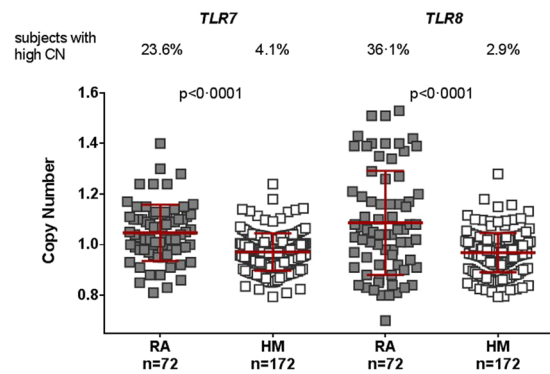 TLR7 TLR8
subjects with
high CN
23.6% 4.1% 36·1% 2.9%
p<0·0001 p<0·0001
Copy Number
1.6
1.4
1.2
1.0
0.8
RA HM RA HM
n=72 n=172 n=72 n=172